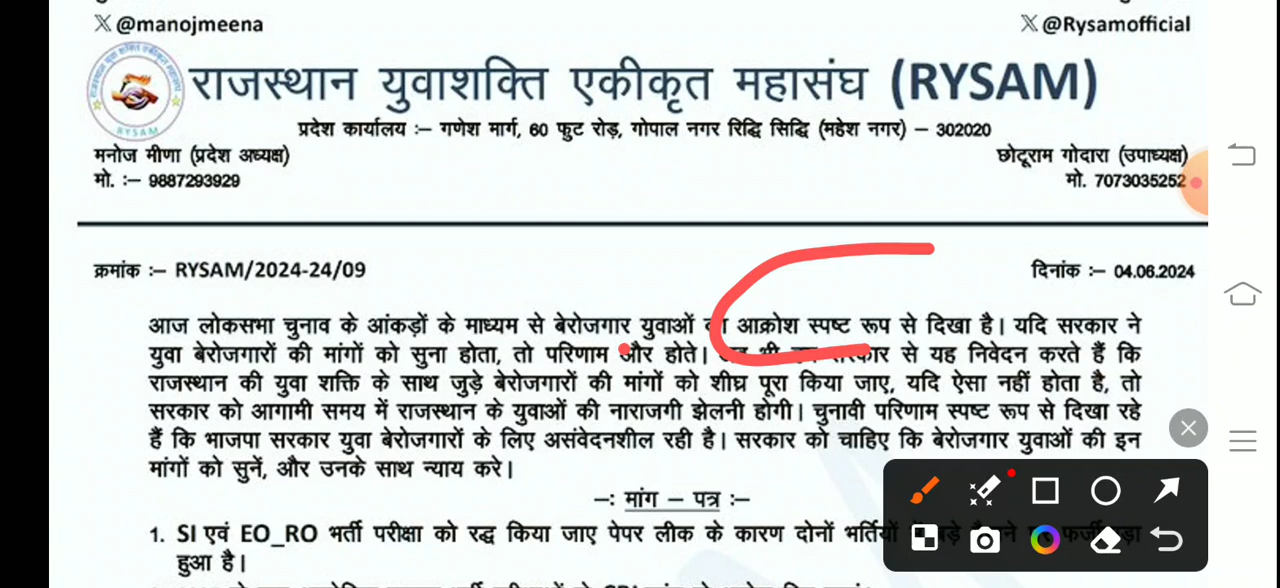 @manojmeena
@Rysamofficial
राजस्थान युवाशक्ति एकीकृत महासंघ (RYSAM)
RYSAM
प्रदेश कार्यालय :– गणेश मार्ग, 60 फुट रोड़, गोपाल नगर रिद्धि सिद्धि (महेश नगर) – 302020
मनोज मीणा (प्रदेश अध्यक्ष)
छोटूराम गोदारा (उपाध्यक्ष)
मो. :– 9887293929
मो. 7073035252
क्रमांक :– RYSAM/2024-24/09
दिनांक :– 04.06.2024
आज लोकसभा चुनाव के आंकड़ों के माध्यम से बेरोजगार युवाओं का आक्रोश स्पष्ट रूप से दिखा है। यदि सरकार ने
युवा बेरोजगारों की मांगों को सुना होता, तो परिणाम और होते। भी सरकार से यह निवेदन करते हैं कि
राजस्थान की युवा शक्ति के साथ जुड़े बेरोजगारों की मांगों को शीघ्र पूरा किया जाए, यदि ऐसा नहीं होता है, तो
सरकार को आगामी समय में राजस्थान के युवाओं की नाराजगी झेलनी होगी। चुनावी परिणाम स्पष्ट रूप से दिखा रहे
हैं कि भाजपा सरकार युवा बेरोजगारों के लिए असंवेदनशील रही है। सरकार को चाहिए कि बेरोजगार युवाओं की इन
मांगों को सुनें, और उनके साथ न्याय करे।
–: मांग – पत्र :–
1. SI एवं EO_RO भर्ती परीक्षा को रद्ध किया जाए पेपर लीक के कारण दोनों भर्तियों
हुआ है।